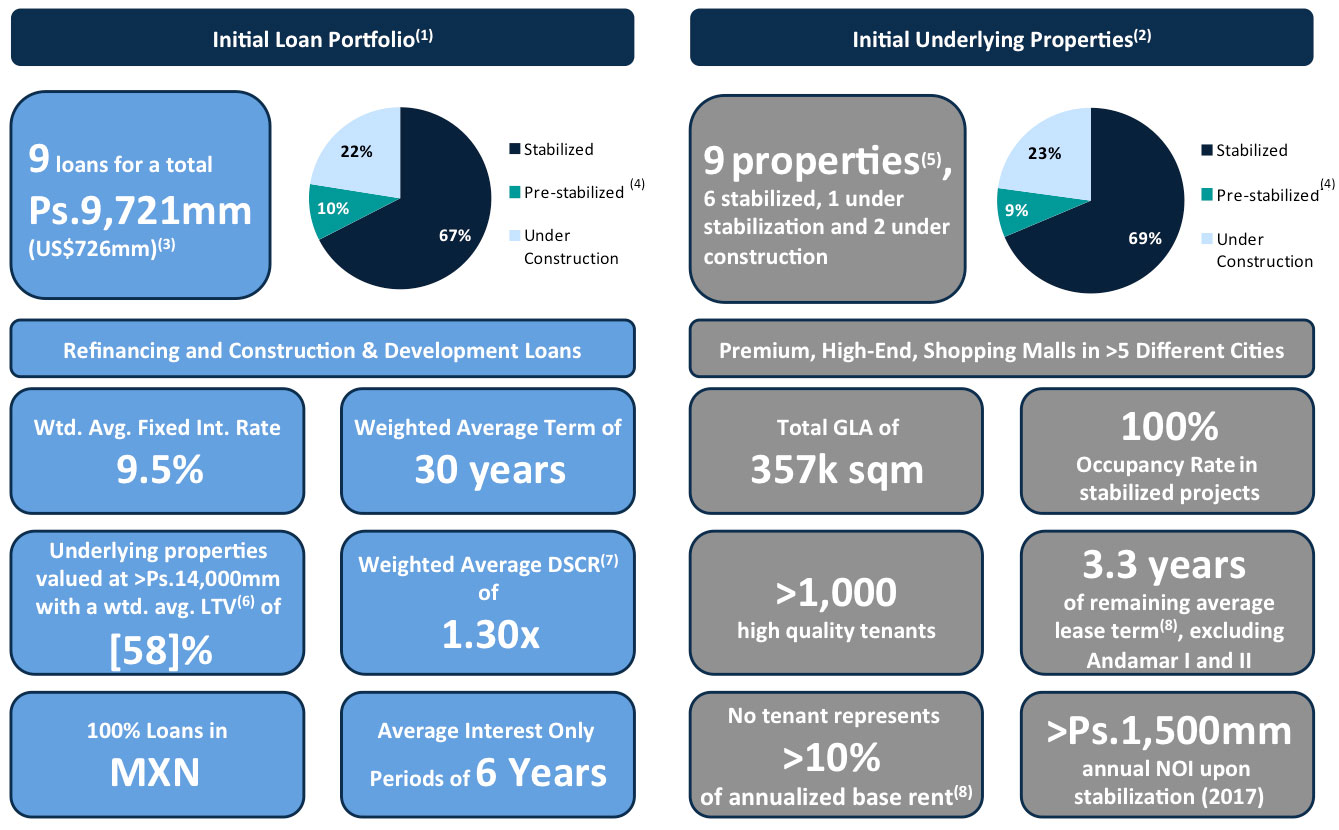 Initial Loan Portfolio(1)
9 loans for a total
Ps.9,721mm
(US$726mm)(3)
22%
10%
67%
Stabilized
Pre-stabilized (4)
Under
Construction
Refinancing and Construction & Development Loans
Wtd. Avg. Fixed Int. Rate
9.5%
Weighted Average Term of
30 years
Underlying properties
valued at >Ps.14,000mm
with a wtd. avg. LTV(6) of
[58]%
Weighted Average DSCR(7)
of
1.30x
100% Loans in
MXN
Average Interest Only
Periods of 6 Years
Initial Underlying Properties(2)
9 properties(5),
6 stabilized, 1 under
stabilization and 2 under
construction
23%
9%
69%
Stabilized
Pre-stabilized(4)
Under
Construction
Premium, High-End, Shopping Malls in >5 Different Cities
Total GLA of
357k sqm
100%
Occupancy Rate in
stabilized projects
>1,000
high quality tenants
3.3 years
of remaining average
lease term(8), excluding
Andamar I and II
No tenant represents
>10%
of annualized base rent(8)
>Ps.1,500mm
annual NOI upon
stabilization (2017)